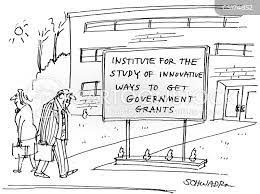 INSTITUTE FOR THE
STUDY OF INNOVATIVE
WAYS TO GET
GOVERNMENT
GRANTS
SCHWADRON